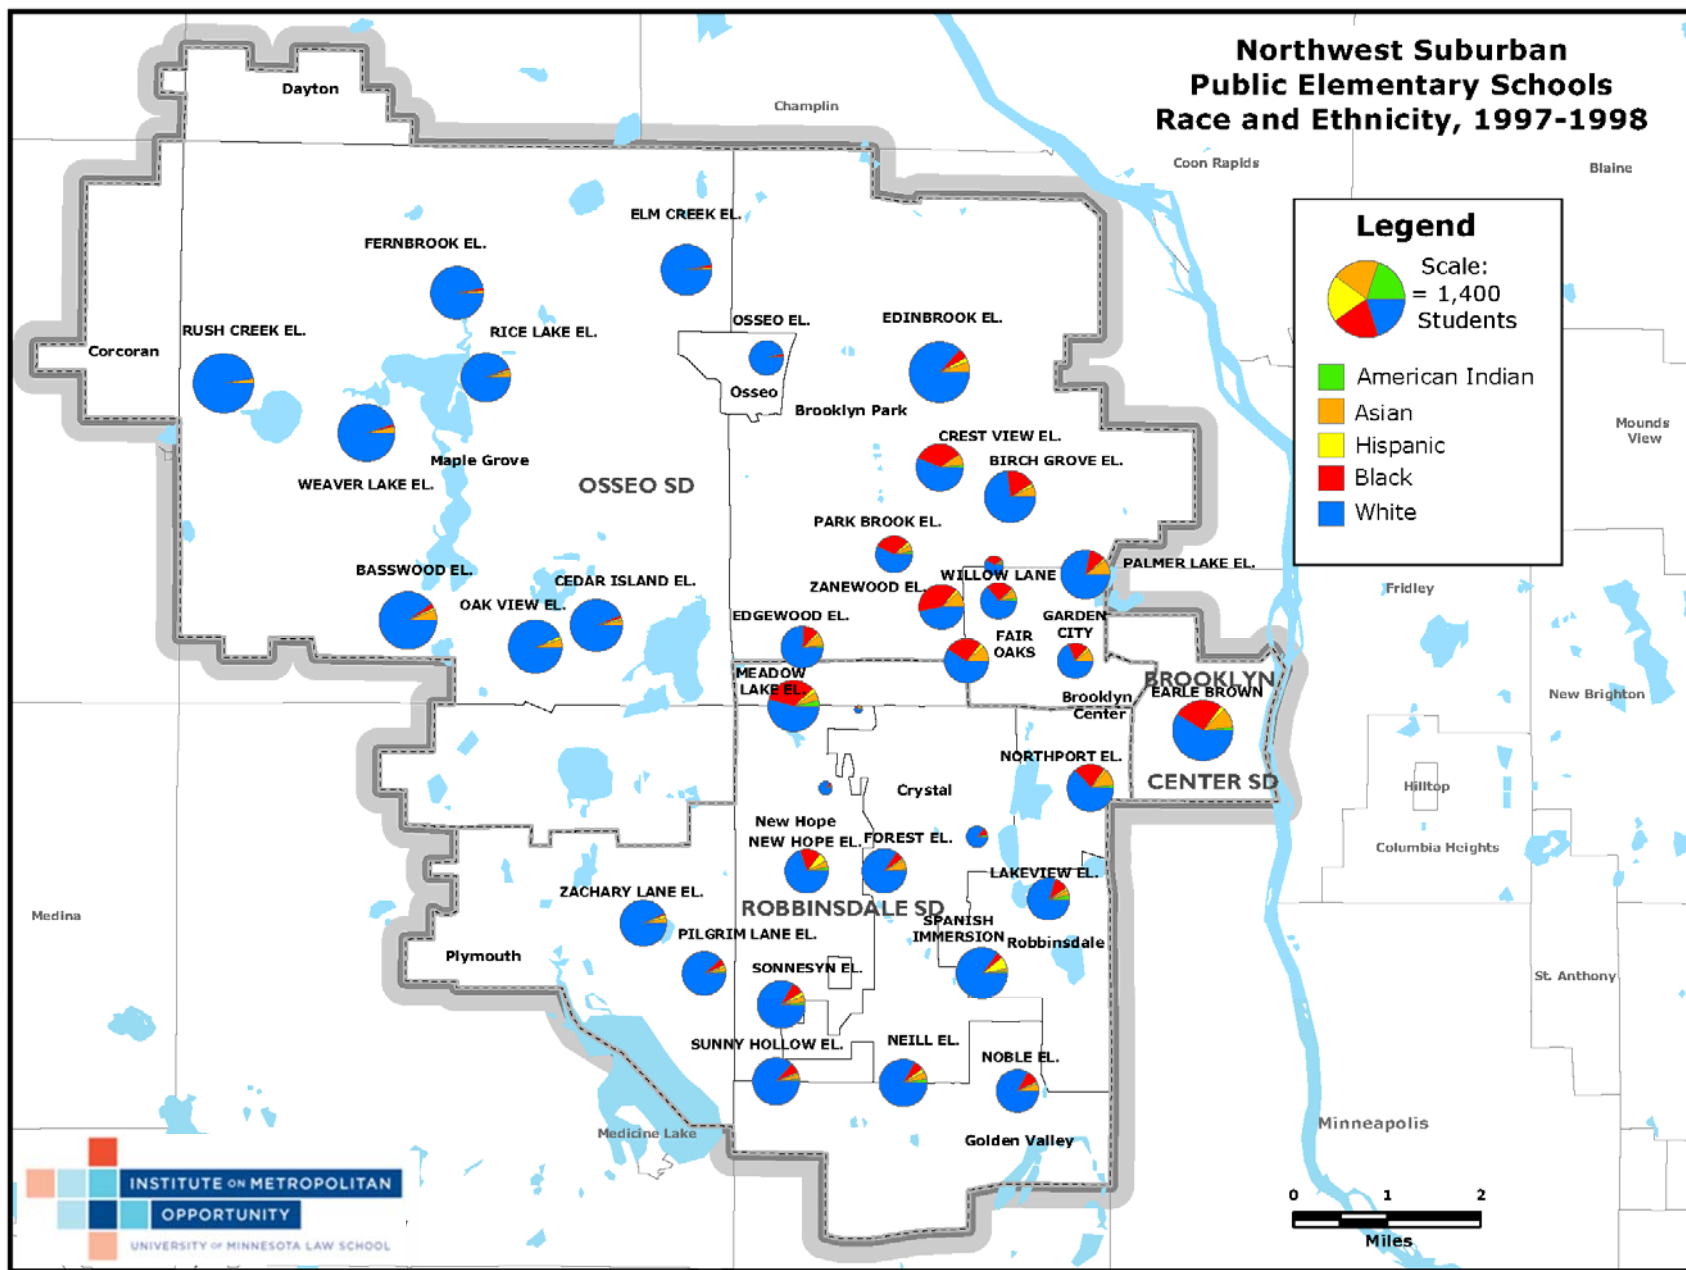 Northwest Suburban
Public Elementary Schools
Race and Ethnicity, 1997-1998
Dayton
Champlin
Coon Rapids
Blaine
Legend
Scale:
= 1,400
Students
American Indian
Asian
Hispanic
Black
White
ELM CREEK EL.
FERNBROOK EL.
RUSH CREEK EL.
RICE LAKE EL.
OSSEO EL.
EDINBROOK EL.
Corcoran
Osseo
Brooklyn Park
Mounds
View
CREST VIEW EL.
BIRCH GROVE EL.
Maple Grove
WEAVER LAKE EL.
OSSEO SD
PARK BROOK EL.
PALMER LAKE EL.
BASSWOOD EL.
CEDAR ISLAND EL.
WILLOW LANE
ZANEWOOD EL.
Fridley
OAK VIEW EL.
EDGEWOOD EL.
GARDEN
CITY
FAIR
OAKS
MEADOW
LAKE EL.
BROOKLYN
EARLE BROWN
New Brighton
Brooklyn
Center
NORTHPORT EL.
CENTER SD
Hilltop
Crystal
New Hope
NEW HOPE EL.
FOREST EL.
Columbia Heights
LAKEVIEW EL.
ZACHARY LANE EL.
ROBBINSDALE SD
Medina
SPANISH
IMMERSION
PILGRIM LANE EL.
Robbinsdale
Plymouth
SONNESYN EL.
St. Anthony
SUNNY HOLLOW EL.
NEILL EL.
NOBLE EL.
Medicine Lake
Golden Valley
Minneapolis
INSTITUTE ON METROPOLITAN
OPPORTUNITY
UNIVERSITY OF MINNESOTA LAW SCHOOL
0 1 2
Miles